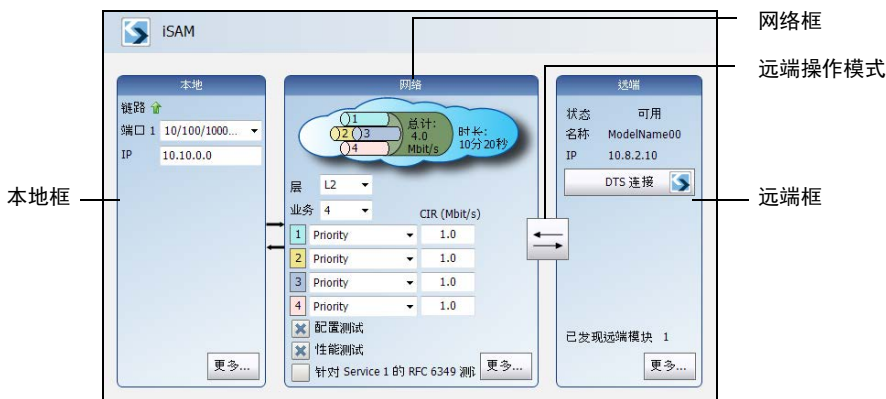 iSAM
网络框
远端操作模式
本地框
远端框
本地
链路
端口 1 10/100/1000...
IP 10.10.0.0
更多...
网络
1
2 3
4
总计:
4.0
Mbit/s
时长:
10分20秒
层 L2
业务 4
CIR (Mbit/s)
1 Priority 1.0
2 Priority 1.0
3 Priority 1.0
4 Priority 1.0
配置测试
性能测试
针对 Service 1 的 RFC 6349 测
更多...
远端
状态 可用
名称 ModelName00
IP 10.8.2.10
DTS 连接
已发现远端模块 1
更多...